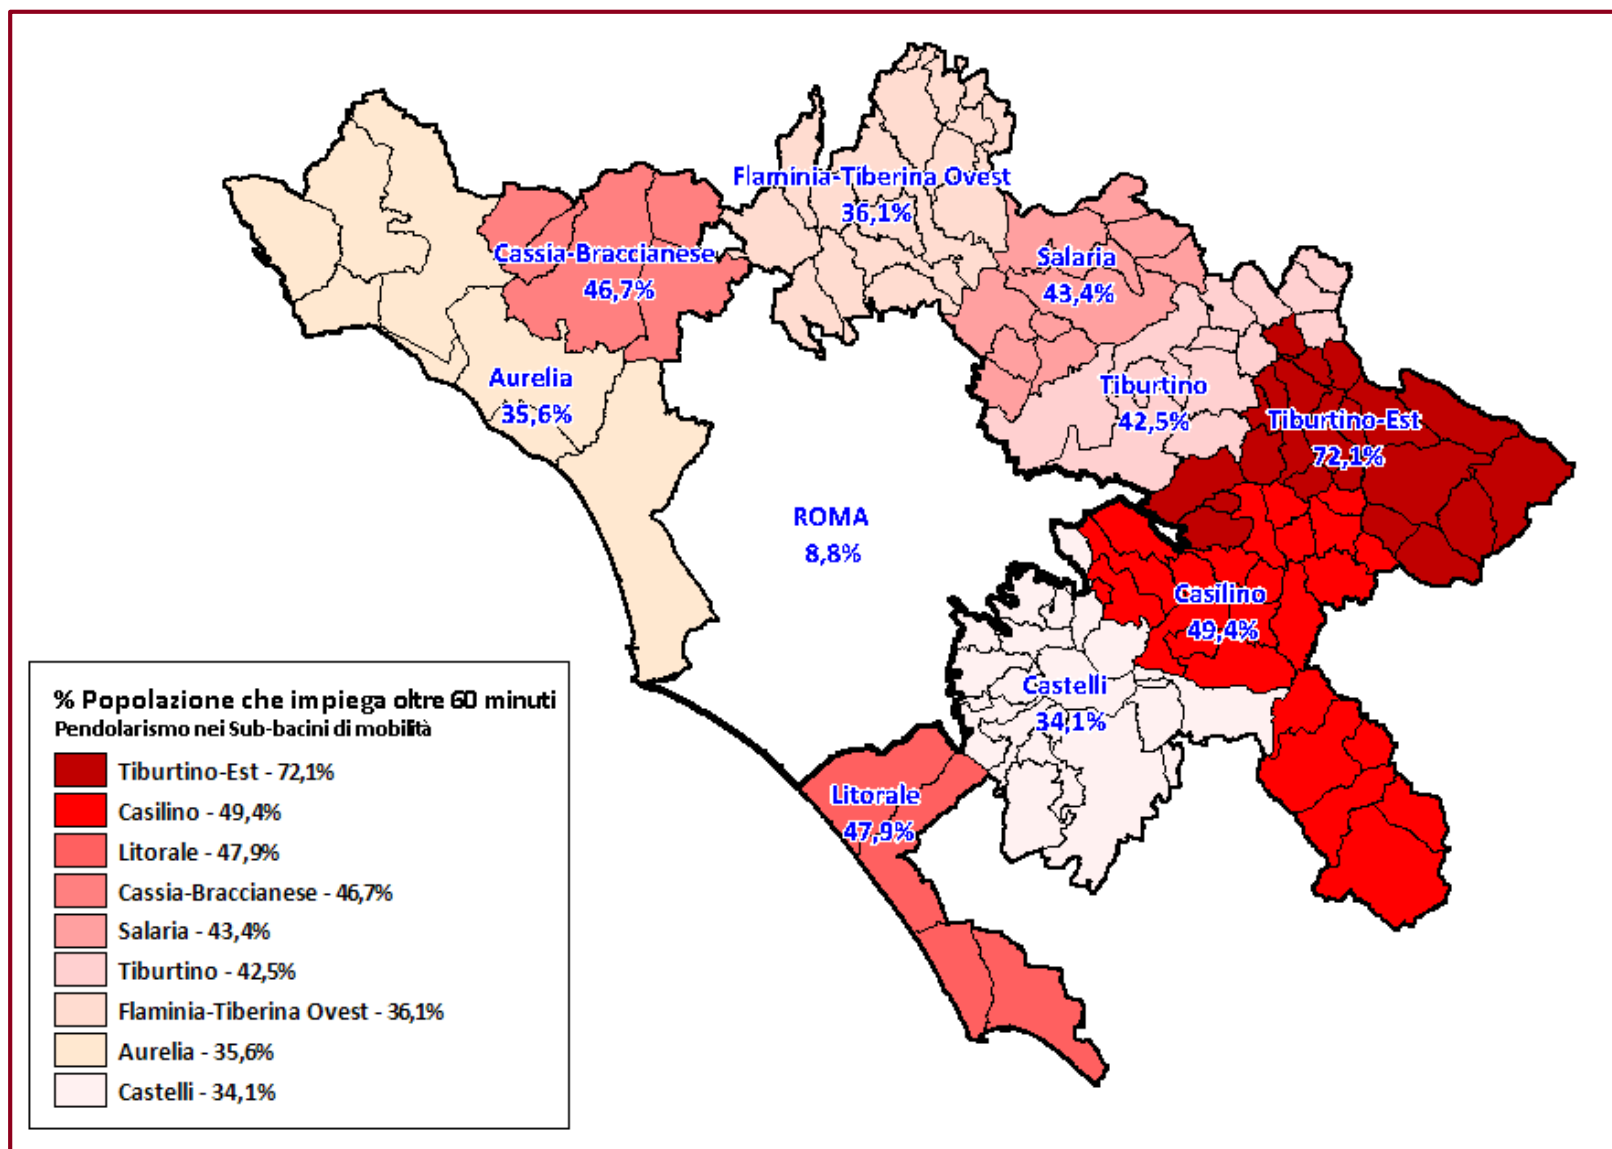 Flaminia-Tiberina Ovest
36,1%
Cassia-Braccianese
46,7%
Salaria
43,4%
Aurelia
35,6%
Tiburtino
42,5%
Tiburtino-Est
72,1%
ROMA
8,8%
Casilino
49,4%
Castelli
34,1%
Litorale
47,9%
% Popolazione che impiega oltre 60 minuti
Pendolarismo nei Sub-bacini di mobilità
Tiburtino-Est - 72,1%
Casilino - 49,4%
Litorale - 47,9%
Cassia-Braccianese - 46,7%
Salaria - 43,4%
Tiburtino - 42,5%
Flaminia-Tiberina Ovest - 36,1%
Aurelia - 35,6%
Castelli - 34,1%